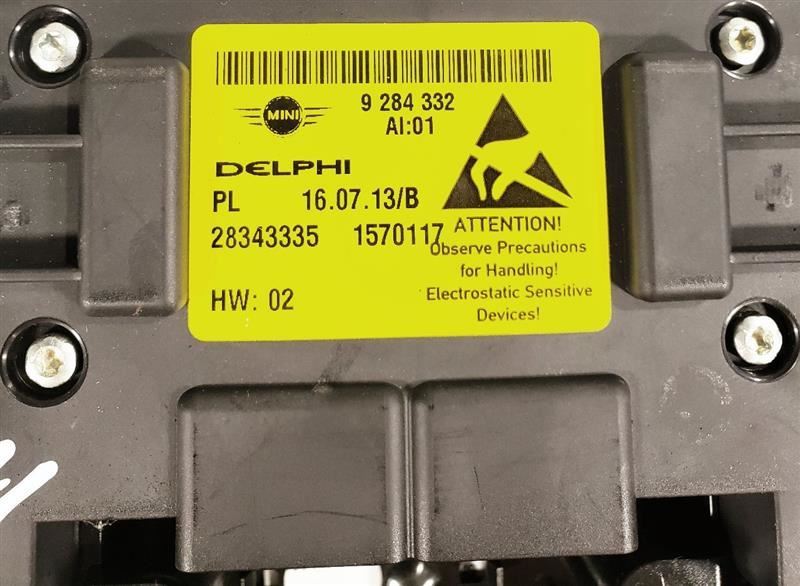 9 284 332
MINI
AI:01
DELPHI
PL 16.07.13/B
28343335 1570117
HW: 02
ATTENTION!
Observe Precautions
for Handling!
Electrostatic Sensitive
Devices!